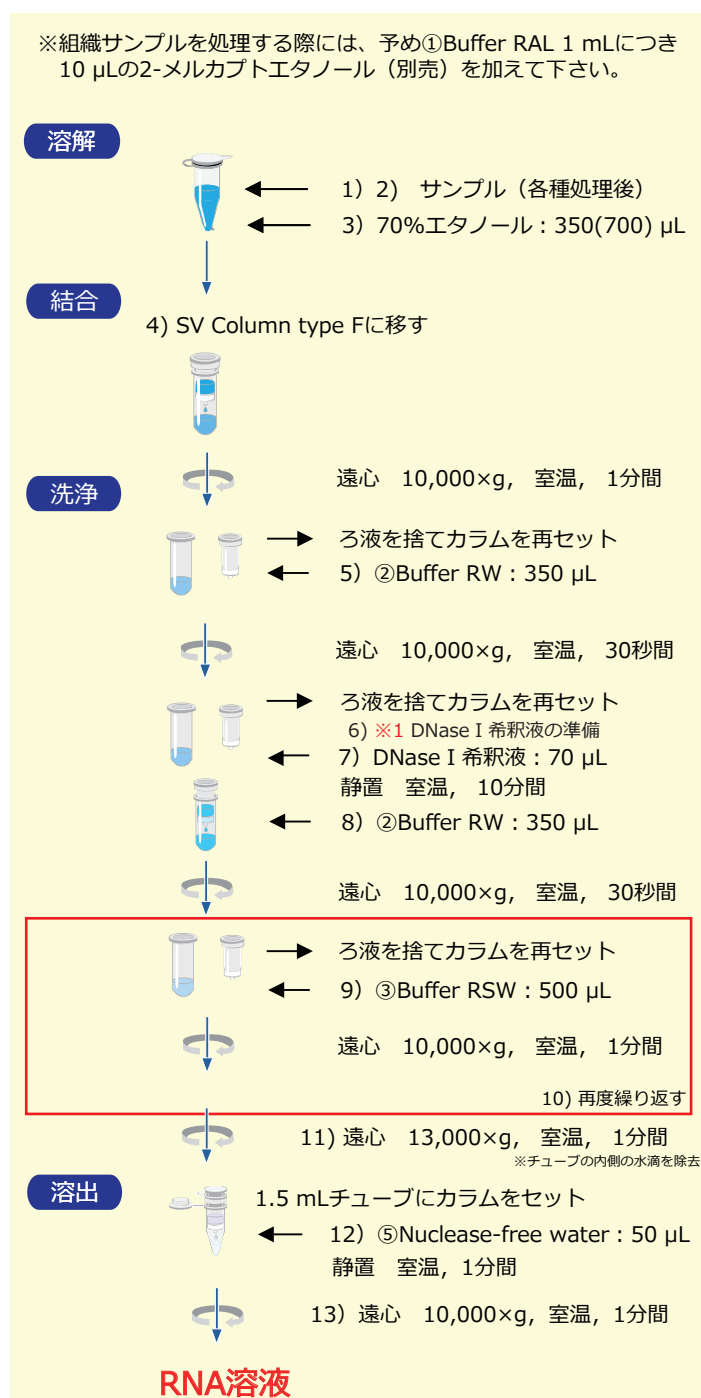 ※組織サンプルを処理する際には、予め①Buffer RAL 1 mLにつき
10 µLの2-メルカプトエタノール（別売）を加えて下さい。
溶解
1）2)　サンプル（各種処理後）
3）70%エタノール：350(700) µL
結合
4) SV Column type Fに移す
遠心　10,000×g,　室温,　1分間
洗浄
ろ液を捨てカラムを再セット
5）②Buffer RW：350 µL
遠心　10,000×g,　室温,　30秒間
ろ液を捨てカラムを再セット
6) ※1 DNase I 希釈液の準備
7）DNase I 希釈液：70 µL
静置　室温,　10分間
8）②Buffer RW：350 µL
遠心　10,000×g,　室温,　30秒間
ろ液を捨てカラムを再セット
9）③Buffer RSW：500 µL
遠心　10,000×g,　室温,　1分間
10) 再度繰り返す
11) 遠心　13,000×g,　室温,　1分間
※チューブの内側の水滴を除去
溶出
1.5 mLチューブにカラムをセット
12）⑤Nuclease-free water：50 µL
静置　室温,　1分間
13）遠心　10,000×g,　室温,　1分間
RNA溶液